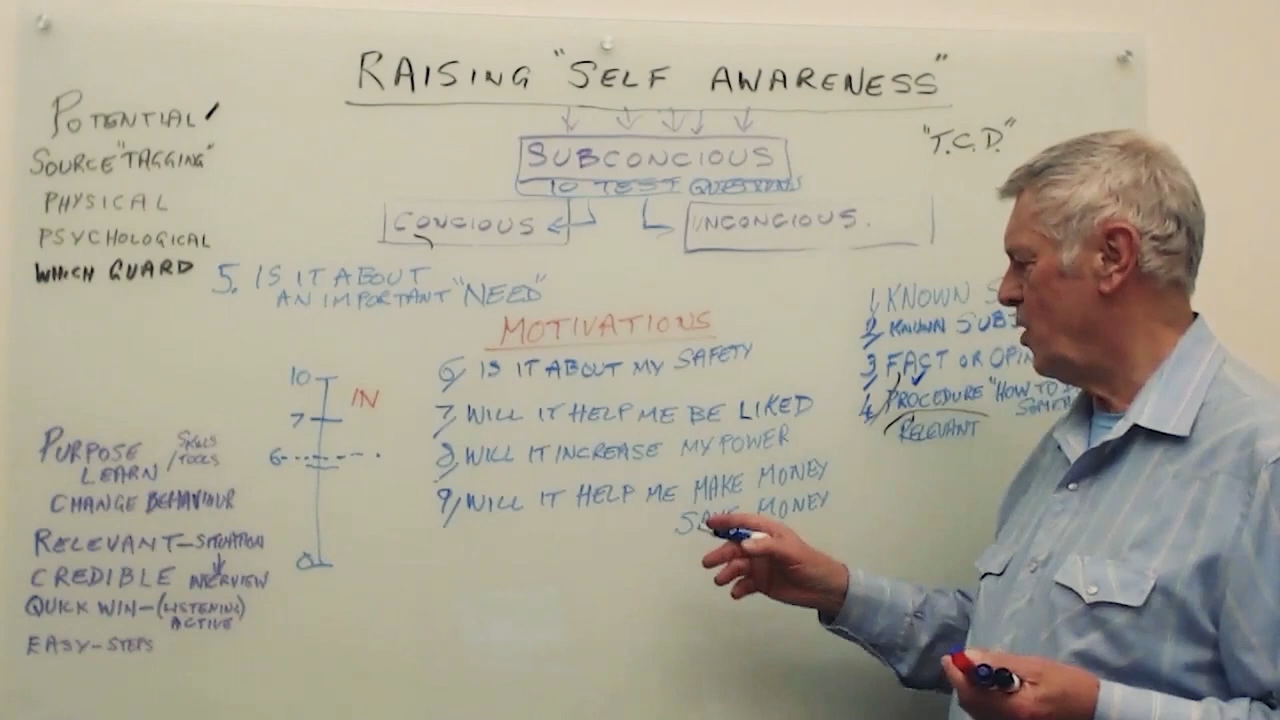 RAISING "SELF AWARENESS"
"T.C.D."
SUBCONCIOUS
10 TEST QUESTIONS
CONCIOUS
INCONCIOUS.
POTENTIAL
SOURCE "TAGGING"
PHYSICAL
PSYCHOLOGICAL
WHICH GUARD
5. IS IT ABOUT
AN IMPORTANT "NEED"
MOTIVATIONS
6, IS IT ABOUT MY SAFETY
7, WILL IT HELP ME BE LIKED
8, WILL IT INCREASE MY POWER
9, WILL IT HELP ME MAKE MONEY
SAVE MONEY
1, KNOWN
2, KNOWN
3, FACT OR
4, PROCEDURE "HOW TO
RELEVANT
10
IN
7
6
0
PURPOSE
LEARN / SKILLS
TOOLS
CHANGE BEHAVIOUR
RELEVANT - SITUATION
CREDIBLE
QUICK WIN - (LISTENING)
ACTIVE
EASY - STEPS